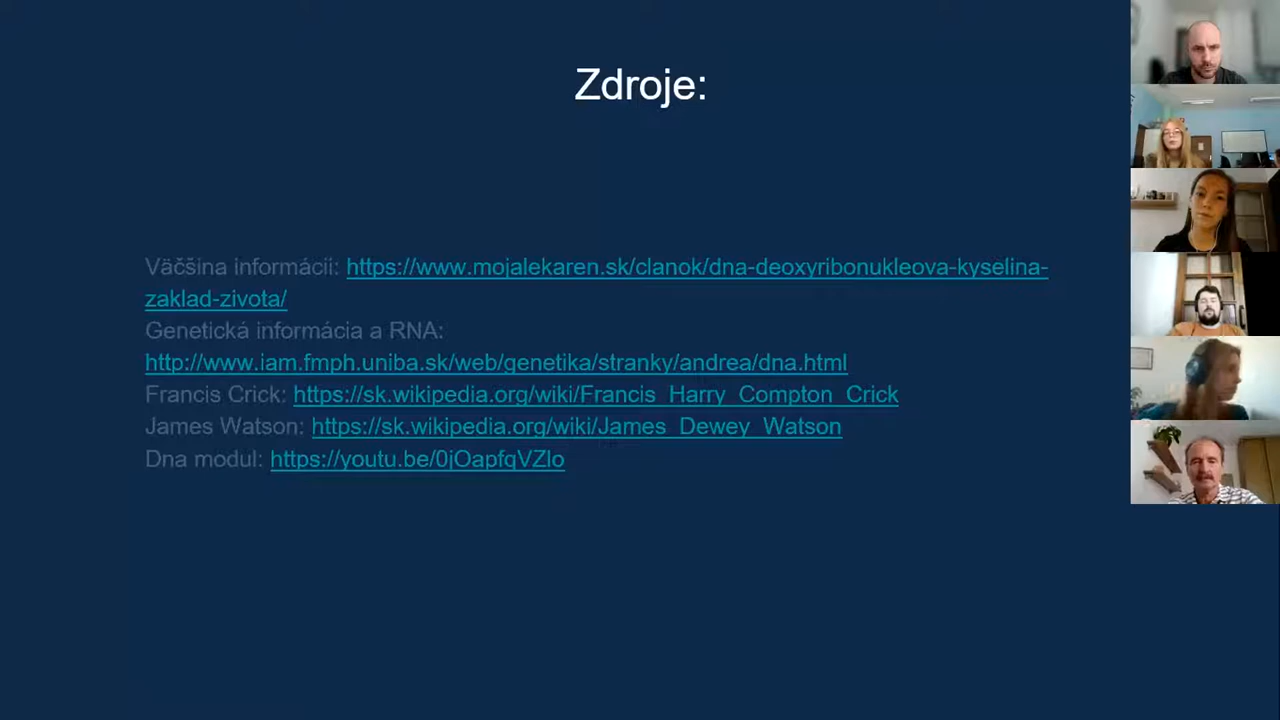 Zdroje:
Väčšina informácii: https://www.mojalekaren.sk/clanok/dna-deoxyribonukleova-kyselina-
zaklad-zivota/
Genetická informácia a RNA:
http://www.iam.fmph.uniba.sk/web/genetika/stranky/andrea/dna.html
Francis Crick: https://sk.wikipedia.org/wiki/Francis_Harry_Compton_Crick
James Watson: https://sk.wikipedia.org/wiki/James_Dewey_Watson
Dna modul: https://youtu.be/0jOapfqVZlo